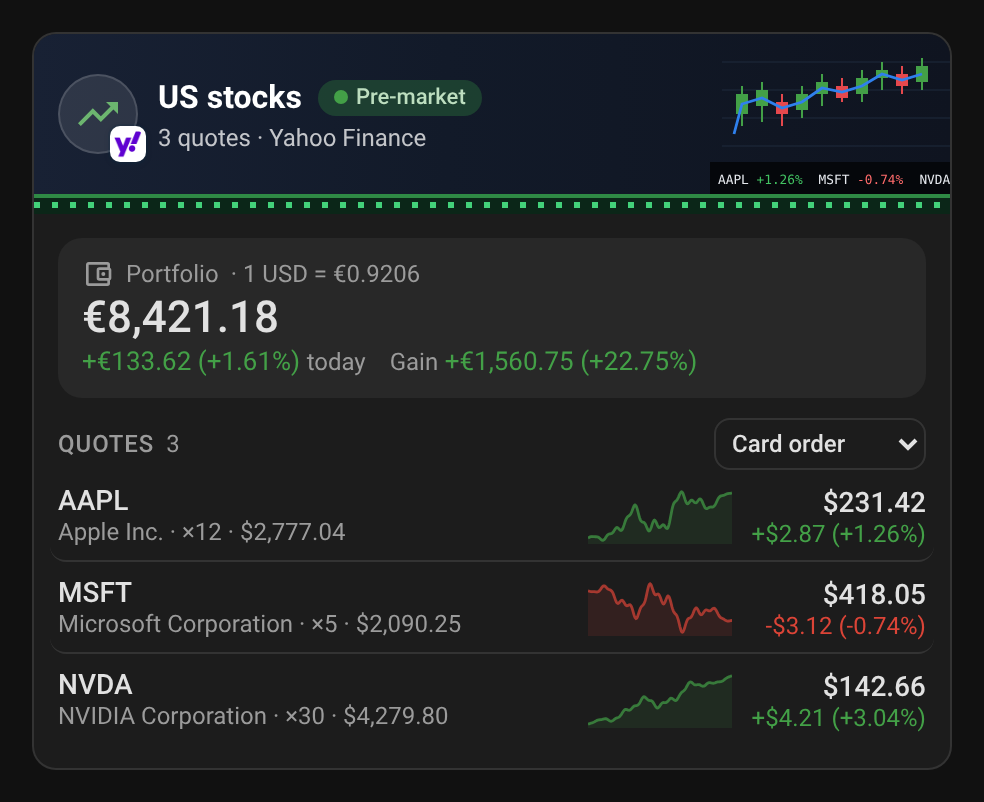 US stocks
Pre-market
3 quotes · Yahoo Finance
y!
AAPL +1.26% MSFT -0.74% NVDA
Portfolio · 1 USD = €0.9206
€8,421.18
+€133.62 (+1.61%) today Gain +€1,560.75 (+22.75%)
QUOTES 3
Card order
AAPL
$231.42
Apple Inc. · ×12 · $2,777.04
+$2.87 (+1.26%)
MSFT
$418.05
Microsoft Corporation · ×5 · $2,090.25
-$3.12 (-0.74%)
NVDA
$142.66
NVIDIA Corporation · ×30 · $4,279.80
+$4.21 (+3.04%)